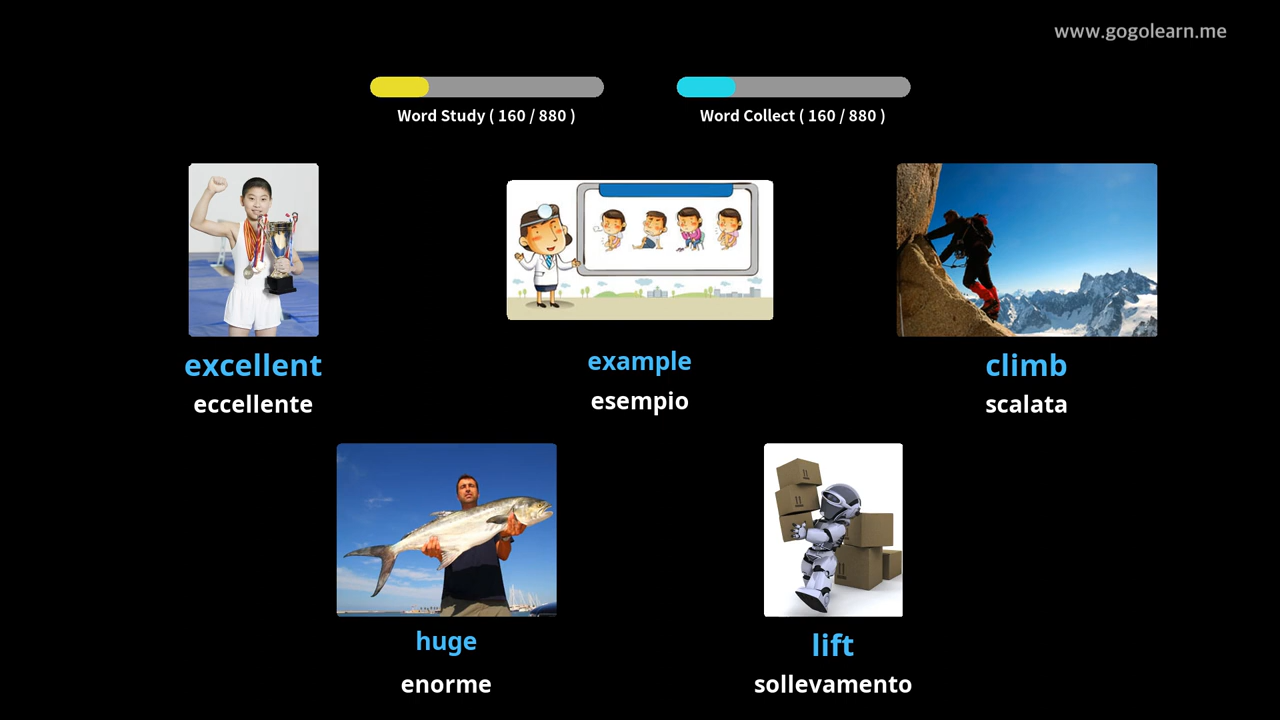 www.gogolearn.me
Word Study ( 160 / 880 )
Word Collect ( 160 / 880 )
excellent
eccellente
example
esempio
climb
scalata
huge
enorme
lift
sollevamento